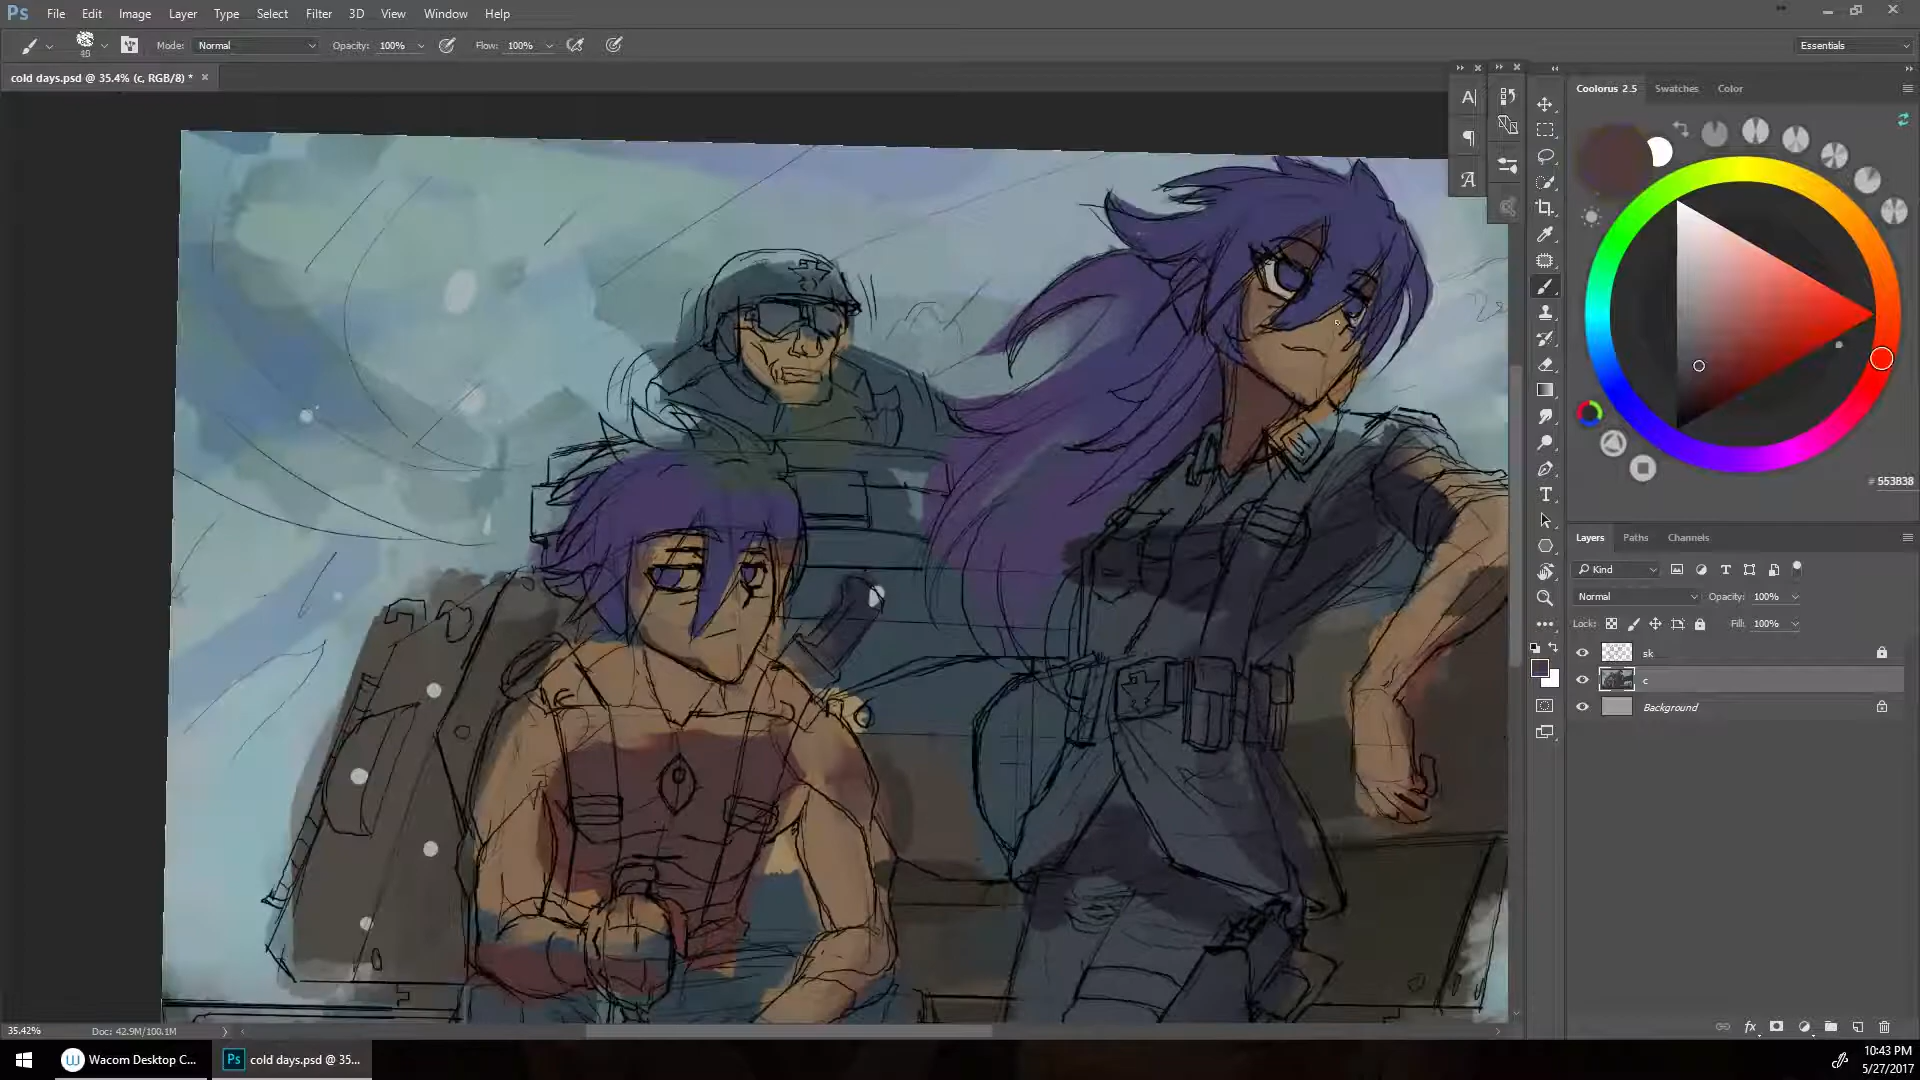 Ps File Edit Image Layer Type Select Filter 3D View Window Help
Mode: Normal Opacity: 100% Flow: 100% Essentials
cold days.psd @ 35.4% (c, RGB/8) *
Coolorus 2.5 Swatches Color
# 553B38
Layers Paths Channels
Kind
Normal Opacity: 100%
Lock: Fill: 100%
sk
c
Background
35.42% Doc: 42.9M/100.1M
Wacom Desktop C... Ps cold days.psd @ 35...
10:43 PM
5/27/2017